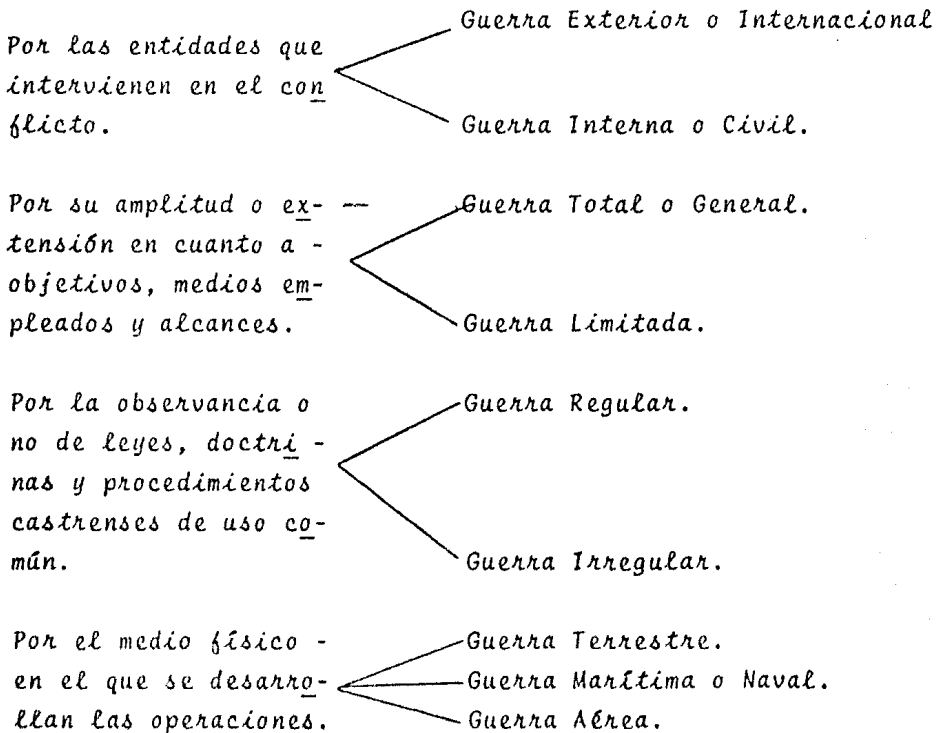 Guerra Exterior o Internacional
Por las entidades que
intervienen en el con
flicto.
Guerra Interna o Civil.
Por su amplitud o ex- —
Guerra Total o General.
tensión en cuanto a -
objetivos, medios em-
pleados y alcances.
Guerra Limitada.
Por la observancia o
Guerra Regular.
no de leyes, doctri -
nas y procedimientos
castrenses de uso co-
mún.
Guerra Irregular.
Por el medio físico -
Guerra Terrestre.
en el que se desarro-
Guerra Marítima o Naval.
llan las operaciones.
Guerra Aérea.